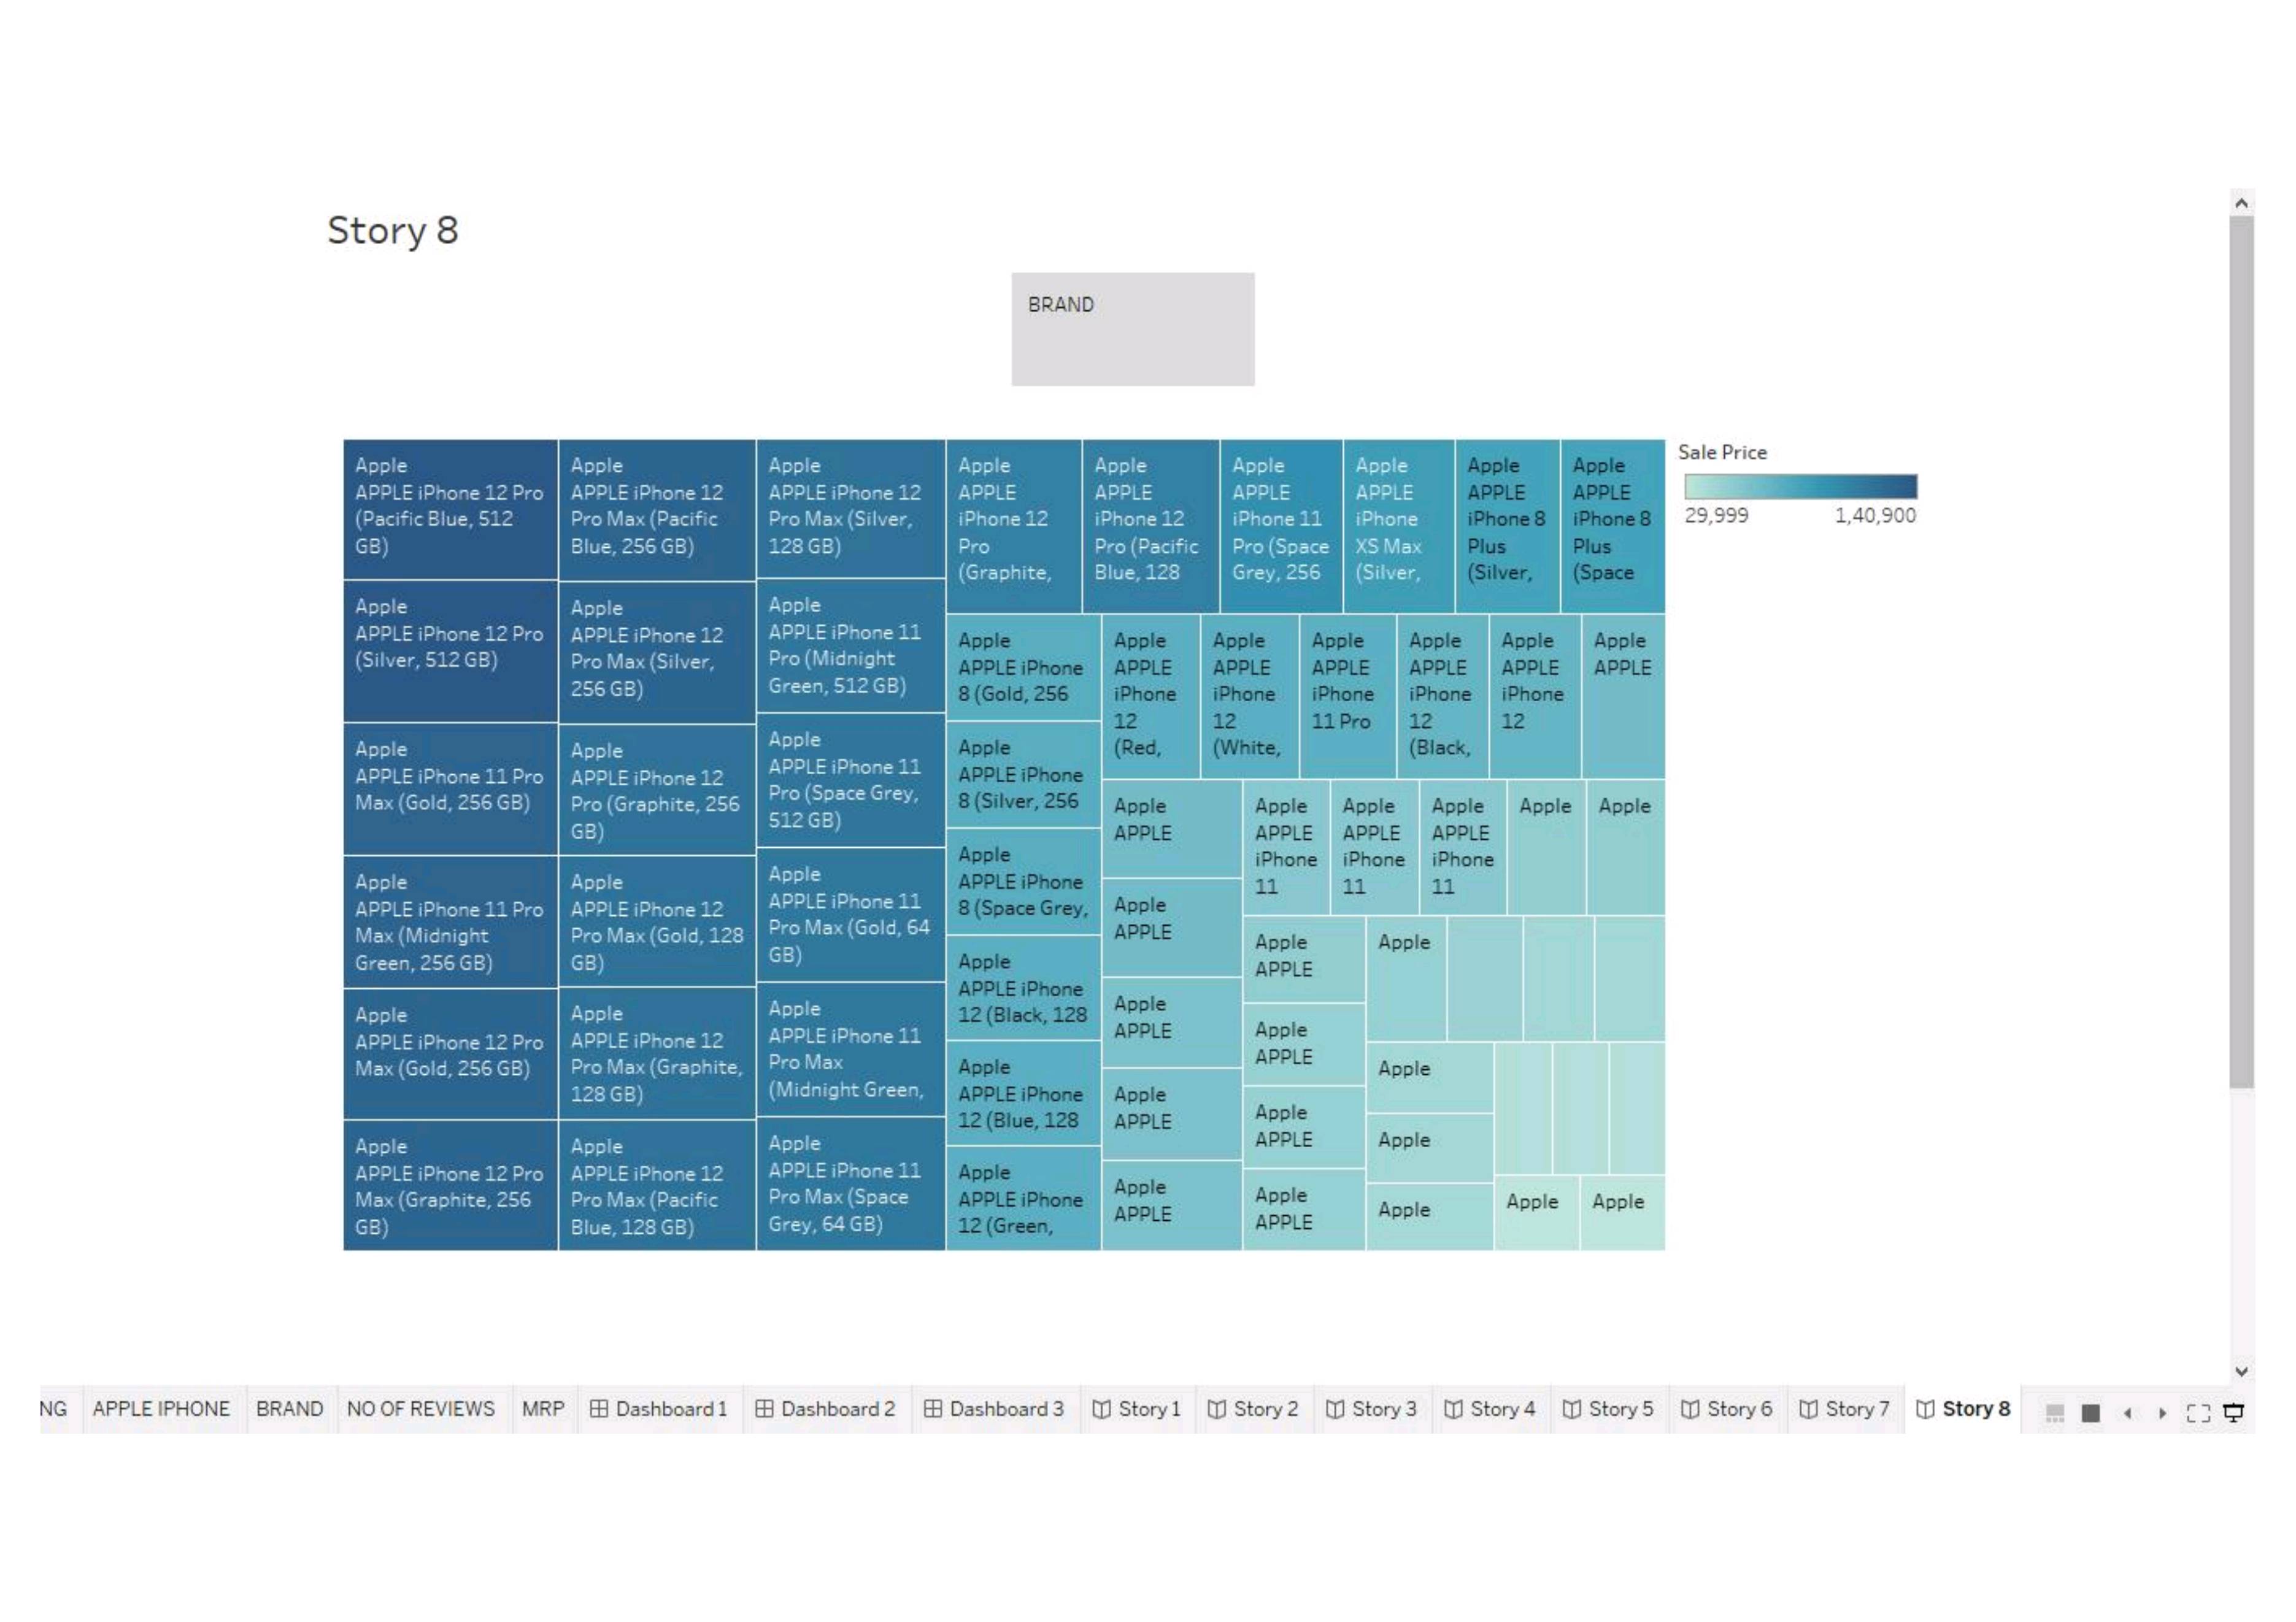 Story 8
BRAND
Apple
APPLE iPhone 12 Pro
(Pacific Blue, 512
GB)
Apple
APPLE iPhone 12 Pro
(Silver, 512 GB)
Apple
APPLE iPhone 11 Pro
Max (Gold, 256 GB)
Apple
APPLE iPhone 11 Pro
Max (Midnight
Green, 256 GB)
Apple
APPLE iPhone 12 Pro
Max (Gold, 256 GB)
Apple
APPLE iPhone 12 Pro
Max (Graphite, 256
GB)
Apple
APPLE iPhone 12
Pro Max (Pacific
Blue, 256 GB)
Apple
APPLE iPhone 12
Pro Max (Silver,
256 GB)
Apple
APPLE iPhone 12
Pro (Graphite, 256
GB)
Apple
APPLE iPhone 12
Pro Max (Gold, 128
GB)
Apple
APPLE iPhone 12
Pro Max (Graphite,
128 GB)
Apple
APPLE iPhone 12
Pro Max (Pacific
Blue, 128 GB)
Apple
APPLE iPhone 12
Pro Max (Silver,
128 GB)
Apple
APPLE iPhone 11
Pro (Midnight
Green, 512 GB)
Apple
APPLE iPhone 11
Pro (Space Grey,
512 GB)
Apple
APPLE iPhone 11
Pro Max (Gold, 64
GB)
Apple
APPLE iPhone 11
Pro Max
(Midnight Green,
Apple
APPLE iPhone 11
Pro Max (Space
Grey, 64 GB)
Apple
APPLE
iPhone 12
Pro
(Graphite,
Apple
APPLE
iPhone 12
Pro (Pacific
Blue, 128
Apple
APPLE
iPhone 11
Pro (Space
Grey, 256
Apple
APPLE
iPhone
XS Max
(Silver,
Apple
APPLE
iPhone 8
Plus
(Silver,
Apple
APPLE
iPhone 8
Plus
(Space
Apple
APPLE iPhone
8 (Gold, 256
Apple
APPLE iPhone
8 (Silver, 256
Apple
APPLE iPhone
8 (Space Grey,
Apple
APPLE iPhone
12 (Black, 128
Apple
APPLE iPhone
12 (Blue, 128
Apple
APPLE iPhone
12 (Green,
Apple
APPLE
iPhone
12
(Red,
Apple
APPLE
iPhone
12
(White,
Apple
APPLE
iPhone
11 Pro
Apple
APPLE
iPhone
12
(Black,
Apple
APPLE
iPhone
12
Apple
APPLE
Apple
APPLE
Apple
APPLE
Apple
APPLE
Apple
APPLE
Apple
APPLE
Apple
APPLE
iPhone
11
Apple
APPLE
iPhone
11
Apple
APPLE
iPhone
11
Apple
Apple
Apple
APPLE
Apple
APPLE
Apple
APPLE
Apple
APPLE
Apple
Apple
Apple
Apple
Apple
Apple
Sale Price
29,999 1,40,900
NG APPLE IPHONE BRAND NO OF REVIEWS MRP Dashboard 1 Dashboard 2 Dashboard 3 Story 1 Story 2 Story 3 Story 4 Story 5 Story 6 Story 7 Story 8